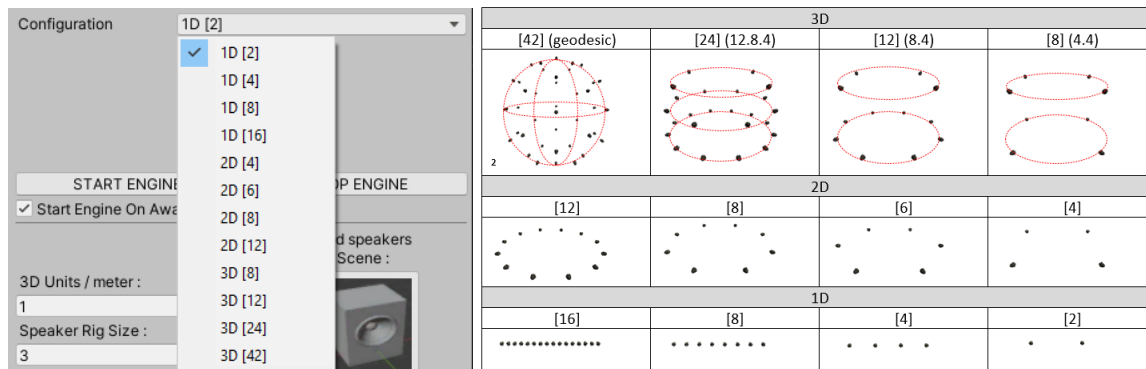 Configuration
1D [2]
1D [2]
1D [4]
1D [8]
1D [16]
2D [4]
2D [6]
2D [8]
2D [12]
3D [8]
3D [12]
3D [24]
3D [42]
START ENGINE
OP ENGINE
Start Engine On Awa
d speakers
Scene :
3D Units / meter :
1
Speaker Rig Size :
3
3D
[42] (geodesic) [24] (12.8.4) [12] (8.4) [8] (4.4)
2
2D
[12] [8] [6] [4]
1D
[16] [8] [4] [2]